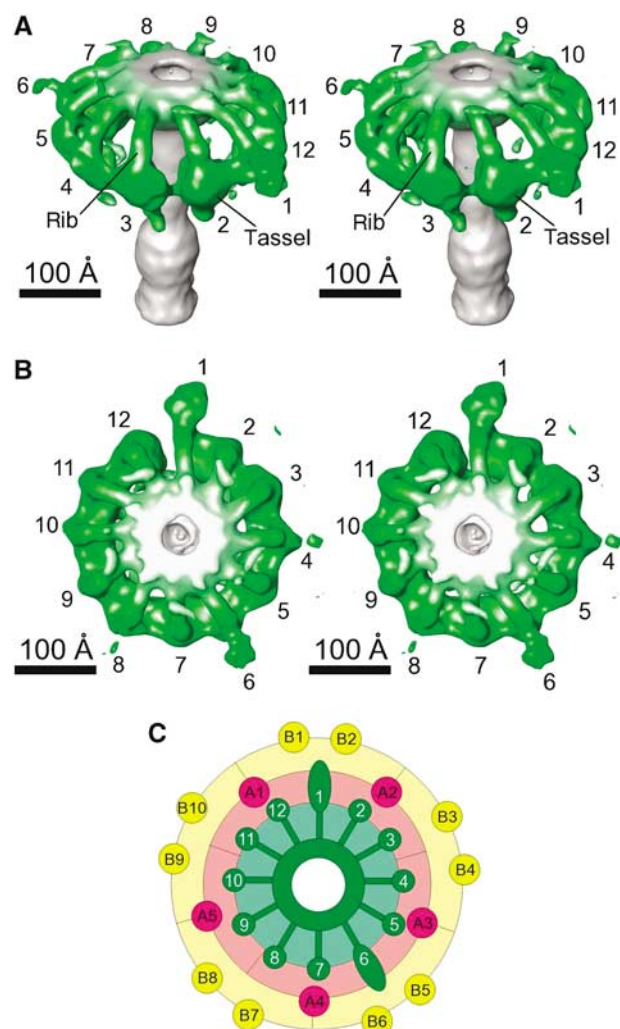 A
7 8 9 10 11 12 1 2 3 4 5 6
Rib
Tassel
100 Å
7 8 9 10 11 12 1 2 3 4 5 6
Rib
Tassel
100 Å
B
1 2 3 4 5 6 7 8 9 10 11 12
100 Å
1 2 3 4 5 6 7 8 9 10 11 12
100 Å
C
B1 B2
A1 A2
B10 B3
12 1 2
11 3
B9 B4
10 4
A5 A3
9 5
8 7 6
B8 B5
A4
B7 B6